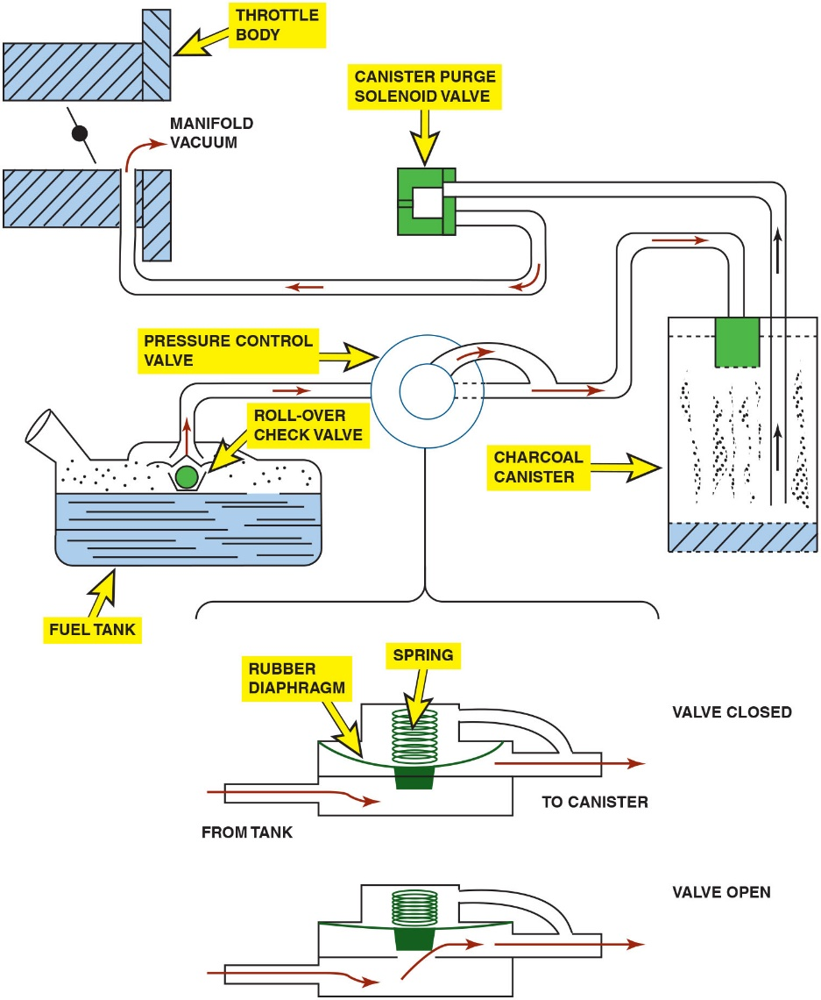 THROTTLE
BODY
CANISTER PURGE
SOLENOID VALVE
MANIFOLD
VACUUM
PRESSURE CONTROL
VALVE
ROLL-OVER
CHECK VALVE
CHARCOAL
CANISTER
FUEL TANK
SPRING
RUBBER
DIAPHRAGM
VALVE CLOSED
TO CANISTER
FROM TANK
VALVE OPEN